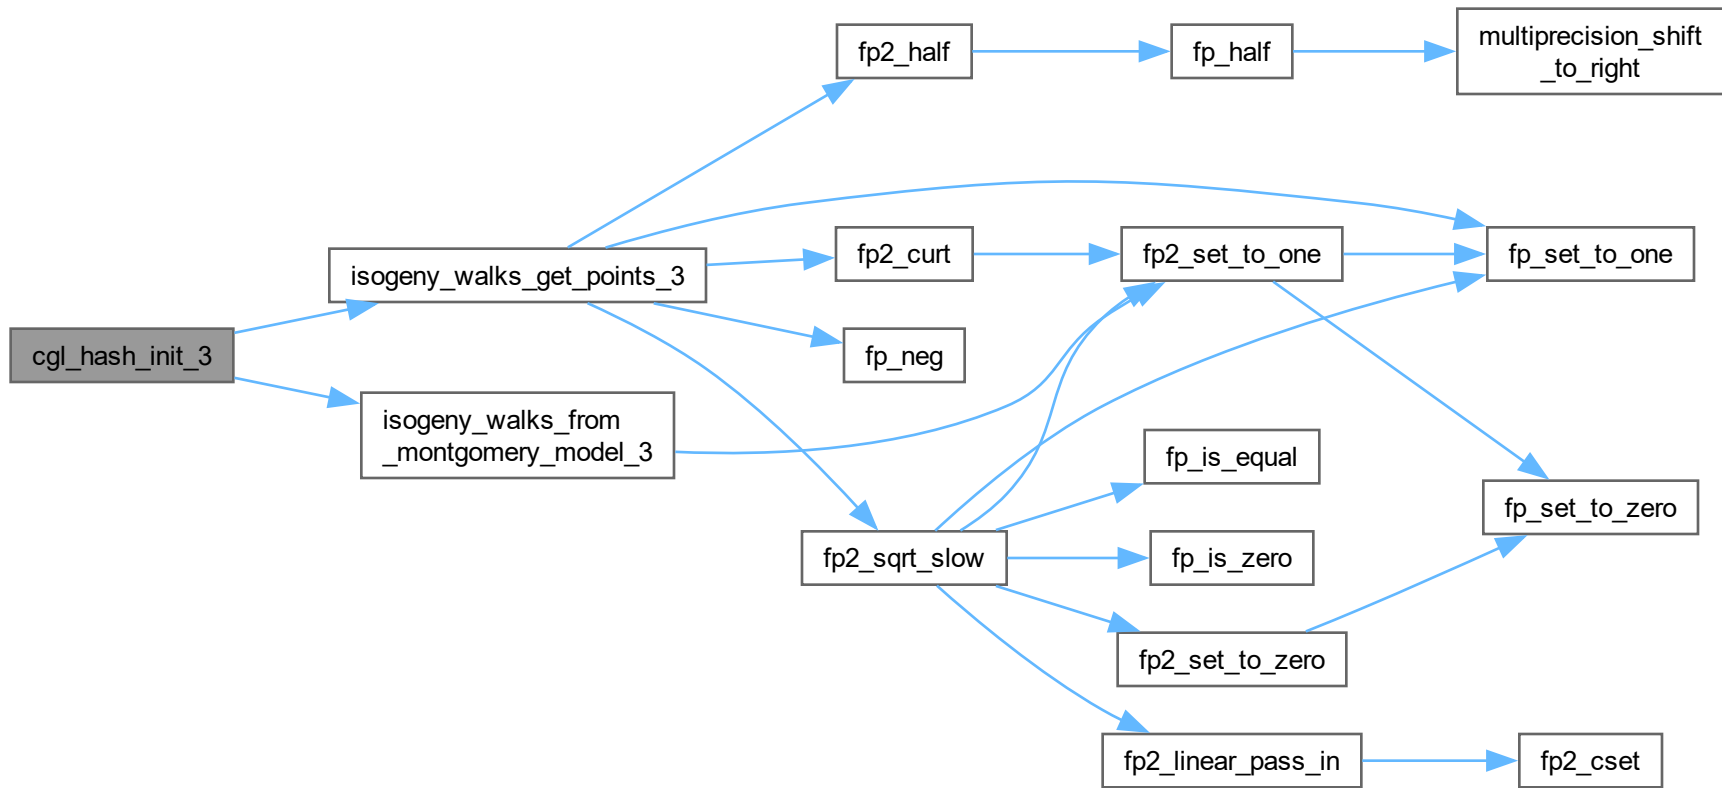 fp2_half
fp_half
multiprecision_shift
_to_right
isogeny_walks_get_points_3
fp2_curt
fp2_set_to_one
fp_set_to_one
cgl_hash_init_3
fp_neg
isogeny_walks_from
_montgomery_model_3
fp_is_equal
fp_set_to_zero
fp2_sqrt_slow
fp_is_zero
fp2_set_to_zero
fp2_linear_pass_in
fp2_cset